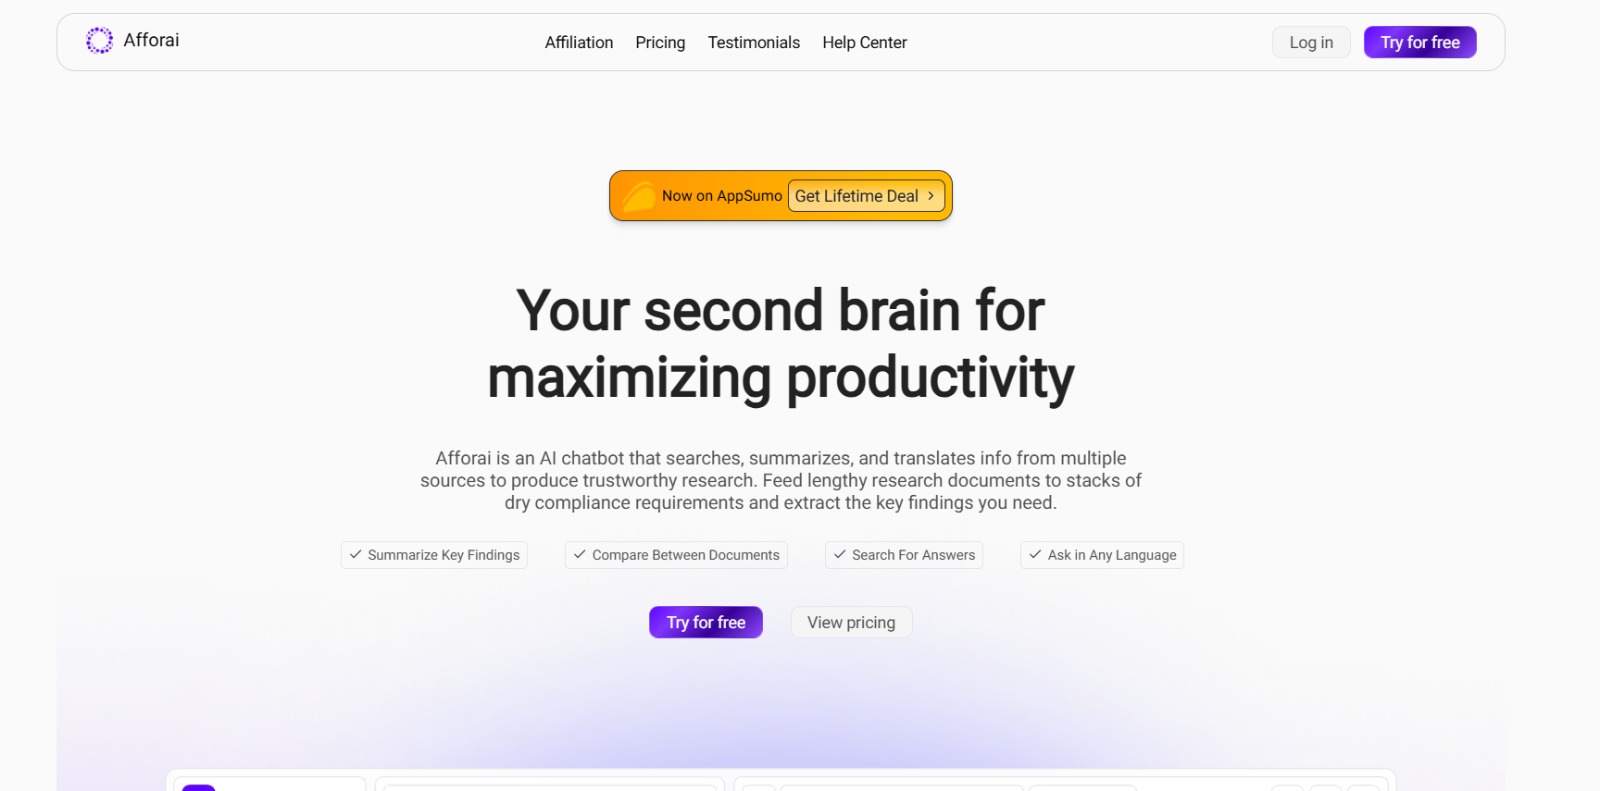 Afforai
Affiliation Pricing Testimonials Help Center
Log in Try for free
Now on AppSumo Get Lifetime Deal
Your second brain for
maximizing productivity
Afforai is an AI chatbot that searches, summarizes, and translates info from multiple
sources to produce trustworthy research. Feed lengthy research documents to stacks of
dry compliance requirements and extract the key findings you need.
Summarize Key Findings Compare Between Documents Search For Answers Ask in Any Language
Try for free View pricing